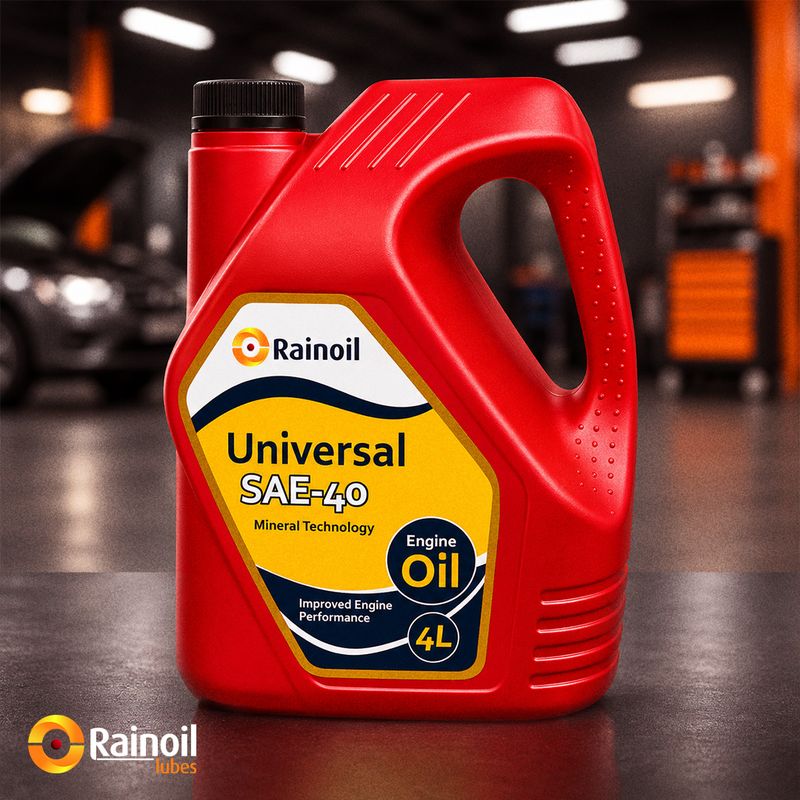 Rainoil
Universal
SAE-40
Mineral Technology
Engine
Oil
Improved Engine
Performance
4L
Rainoil
lubes